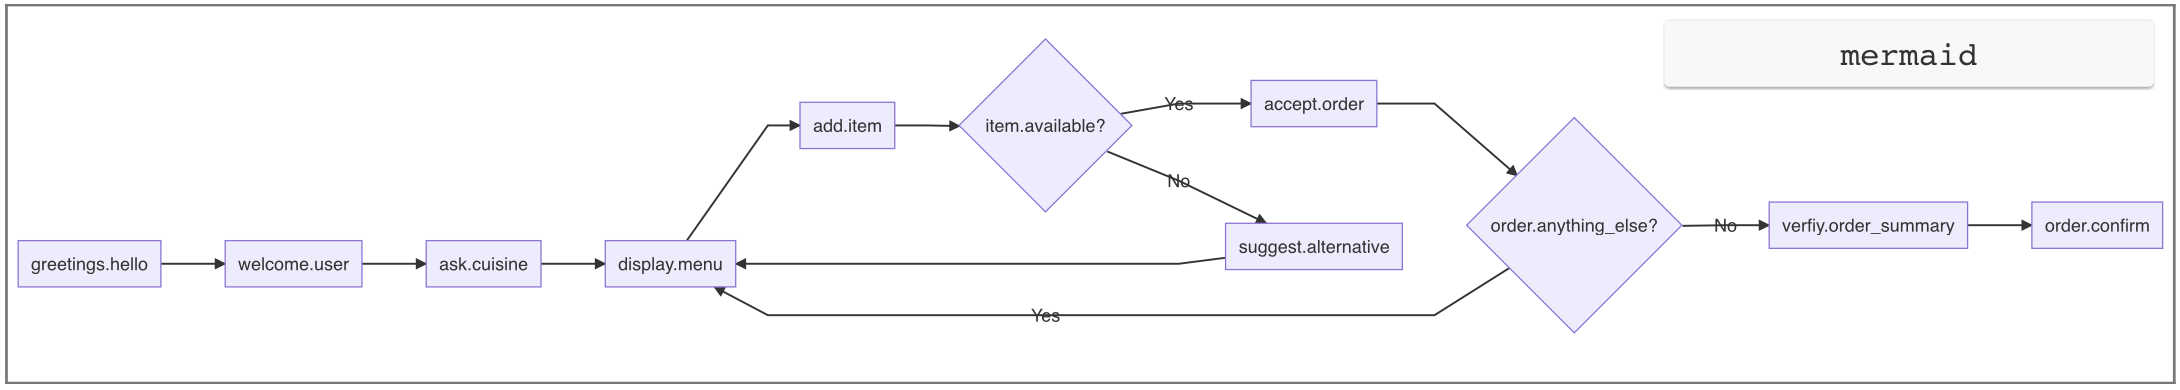 mermaid
greetings.hello
welcome.user
ask.cuisine
display.menu
add.item
item.available?
Yes
accept.order
No
suggest.alternative
order.anything_else?
Yes
No
verfiy.order_summary
order.confirm